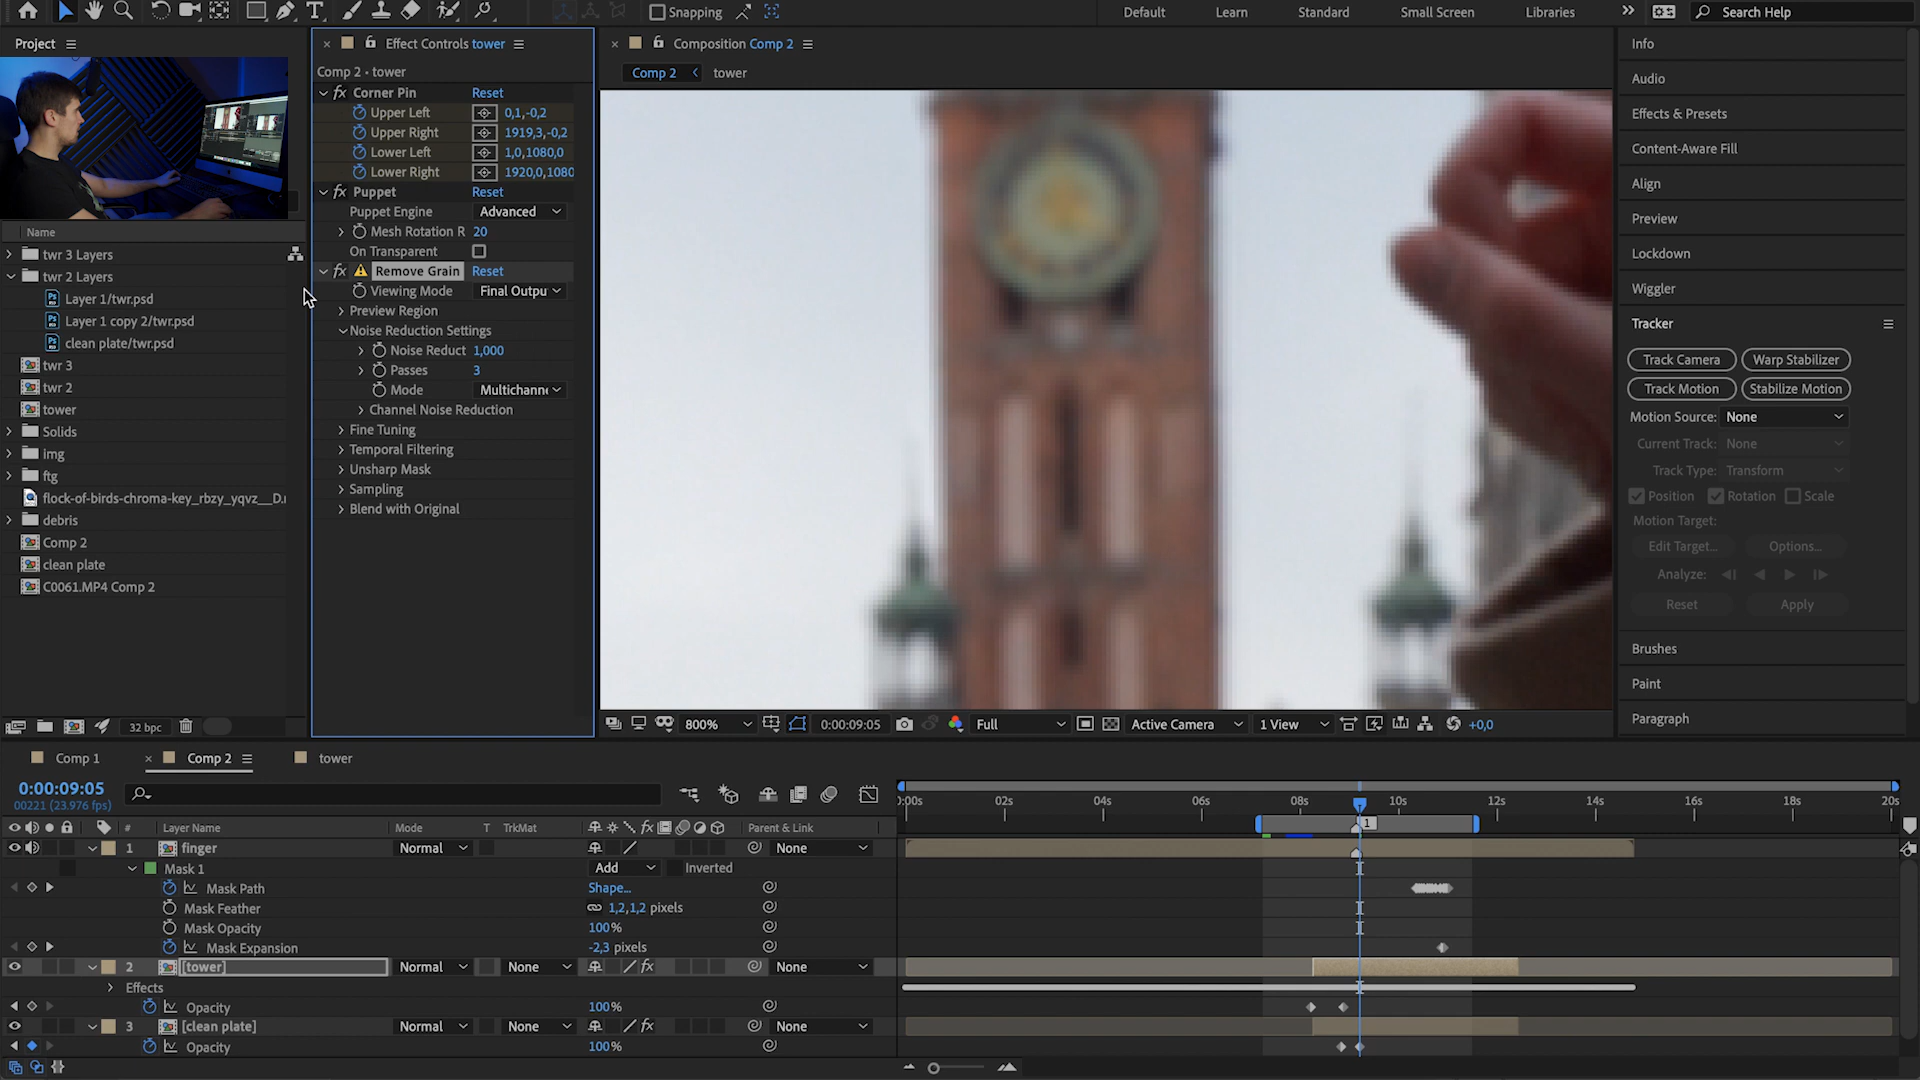 Snapping
Default
Learn
Standard
Small Screen
Libraries
Search Help
Project
Effect Controls tower
Composition Comp 2
Info
Comp 2 • tower
Comp 2
tower
Audio
Corner Pin
Reset
Upper Left
0,1,-0,2
Effects & Presets
Upper Right
1919,3,-0,2
Lower Left
1,0,1080,0
Content-Aware Fill
Lower Right
1920,0,1080
Puppet
Reset
Align
Puppet Engine
Advanced
Preview
Name
Mesh Rotation R
20
twr 3 Layers
On Transparent
Lockdown
twr 2 Layers
Remove Grain
Reset
Layer 1/twr.psd
Viewing Mode
Final Outpu
Wiggler
Layer 1 copy 2/twr.psd
Preview Region
Tracker
clean plate/twr.psd
Noise Reduction Settings
twr 3
Noise Reduct
1,000
Track Camera
Warp Stabilizer
twr 2
Passes
3
Track Motion
Stabilize Motion
tower
Mode
Multichann
Motion Source:
None
Solids
Channel Noise Reduction
Current Track:
None
img
Fine Tuning
Track Type:
Transform
ftg
Temporal Filtering
Position
Rotation
Scale
flock-of-birds-chroma-key_rbzy_yqvz__D.r
Unsharp Mask
Motion Target:
debris
Sampling
Edit Target...
Options...
Comp 2
Blend with Original
Analyze:
clean plate
Reset
Apply
C0061.MP4 Comp 2
Brushes
Paint
Paragraph
32 bpc
800%
0:00:09:05
Full
Active Camera
1 View
+0,0
Comp 1
Comp 2
tower
0:00:09:05
00221 (23.976 fps)
0:00s
02s
04s
06s
08s
10s
12s
14s
16s
18s
20s
1
#
Layer Name
Mode
T
TrkMat
Parent & Link
1
finger
Normal
None
Mask 1
Add
Inverted
Mask Path
Shape...
Mask Feather
1,2,1,2 pixels
Mask Opacity
100%
Mask Expansion
-2,3 pixels
2
[tower]
Normal
None
None
Effects
Opacity
100%
3
[clean plate]
Normal
None
None
Opacity
100%